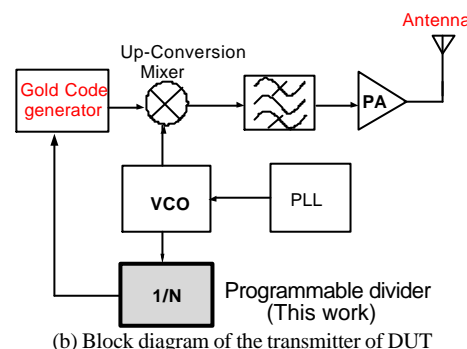 Antenna
Up-Conversion
Mixer
Gold Code
generator
PA
VCO
PLL
1/N
Programmable divider
(This work)
(b) Block diagram of the transmitter of DUT